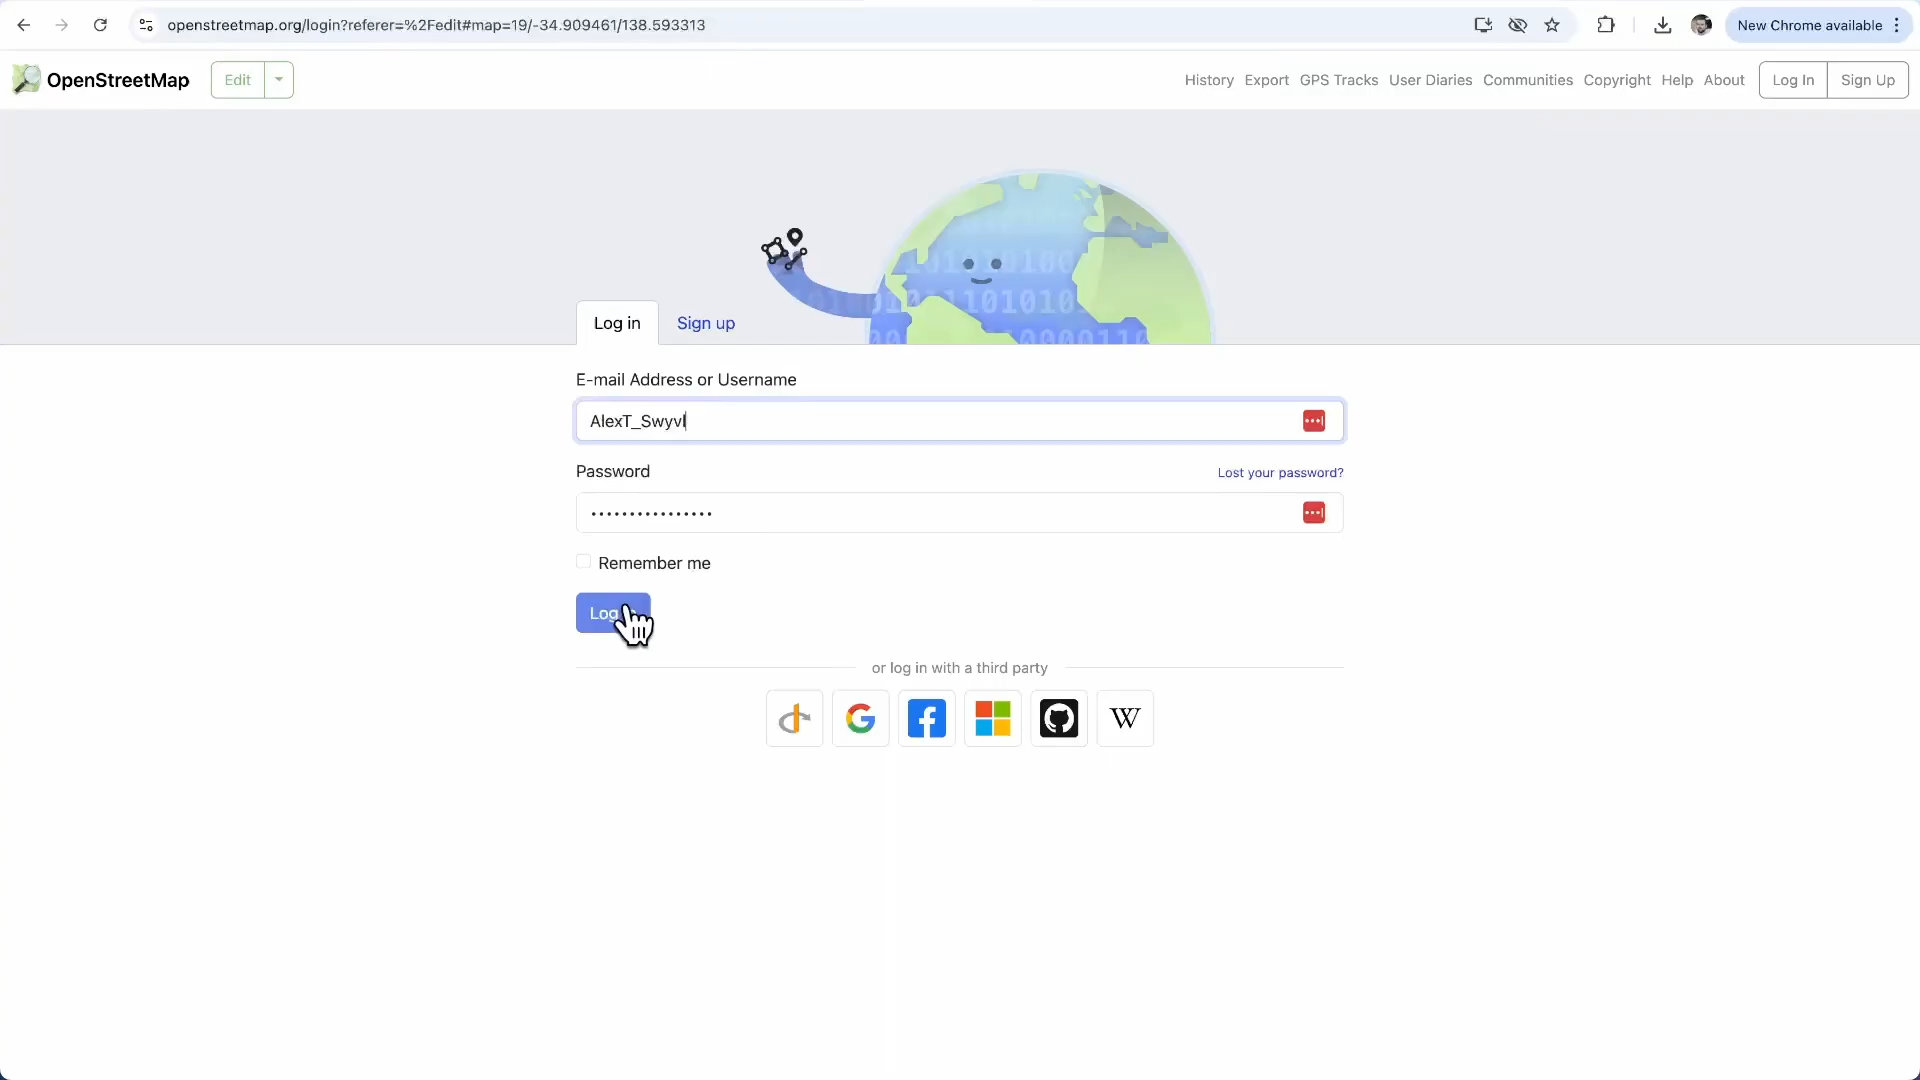 openstreetmap.org/login?referer=%2Fedit#map=19/-34.909461/138.593313
New Chrome available
OpenStreetMap
Edit
History Export GPS Tracks User Diaries Communities Copyright Help About Log In Sign Up
Log in
Sign up
E-mail Address or Username
AlexT_Swyvl
Password
Lost your password?
Remember me
Log
or log in with a third party
W